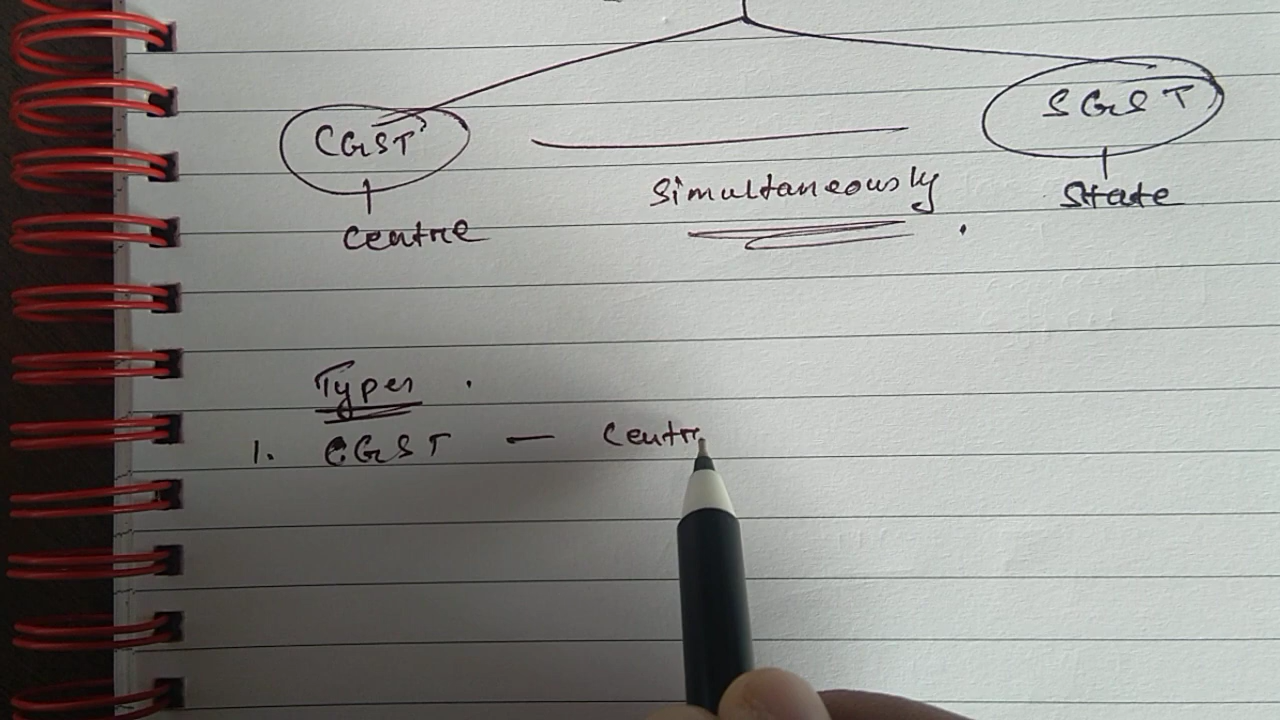 CGST SGST
Simultaneously
Centre State
Types
1. CGST — Centr